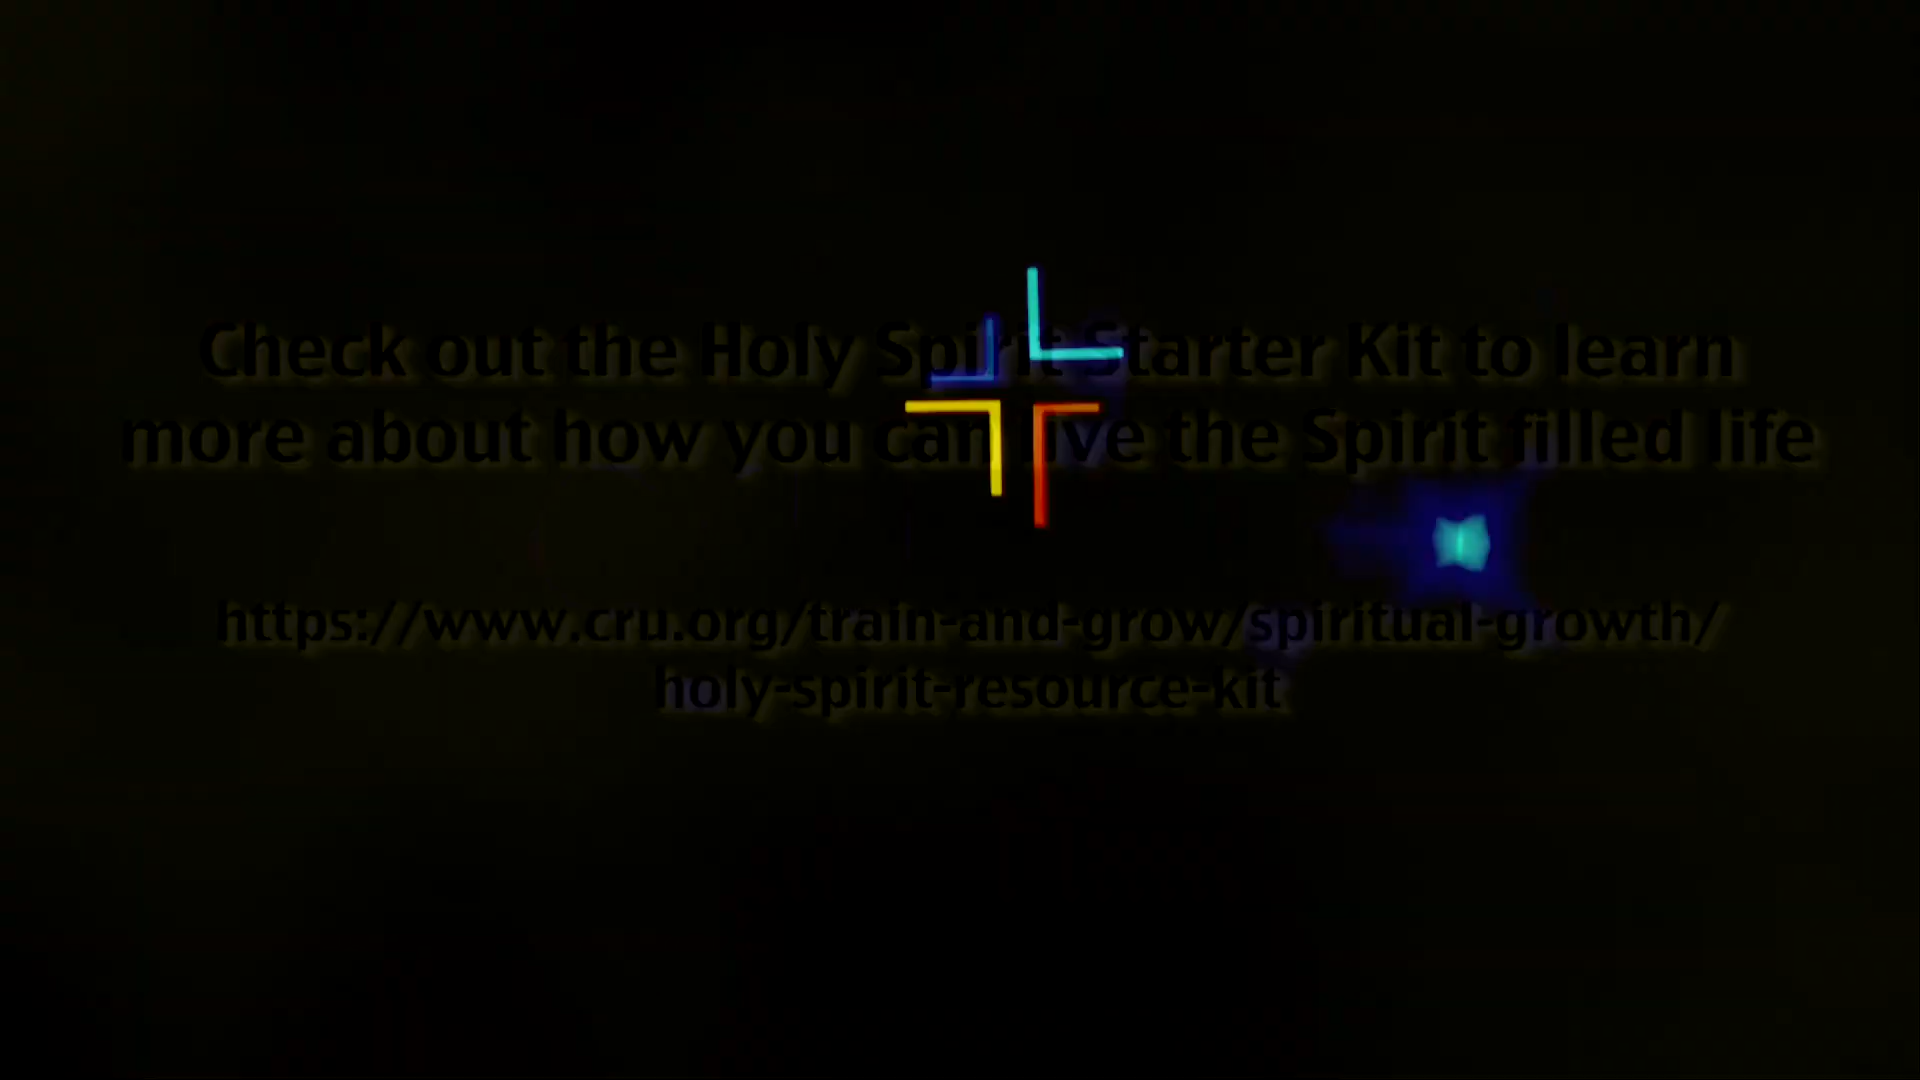 Check out the Holy Spirit Starter Kit to learn
more about how you can live the Spirit filled life
https://www.cru.org/train-and-grow/spiritual-growth/
holy-spirit-resource-kit